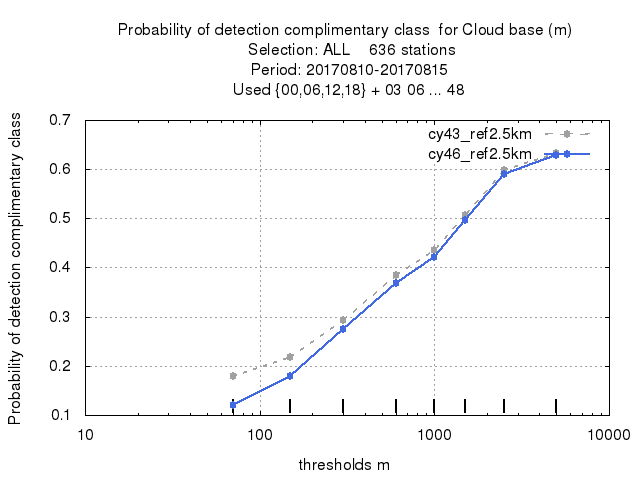 Probability of detection complimentary class  for Cloud base (m)
Selection: ALL    636 stations
Period: 20170810-20170815
Used {00,06,12,18} + 03 06 ... 48
Probability of detection complimentary class
0.7
0.6
0.5
0.4
0.3
0.2
0.1
cy43_ref2.5km
cy46_ref2.5km
10 100 1000 10000
thresholds m